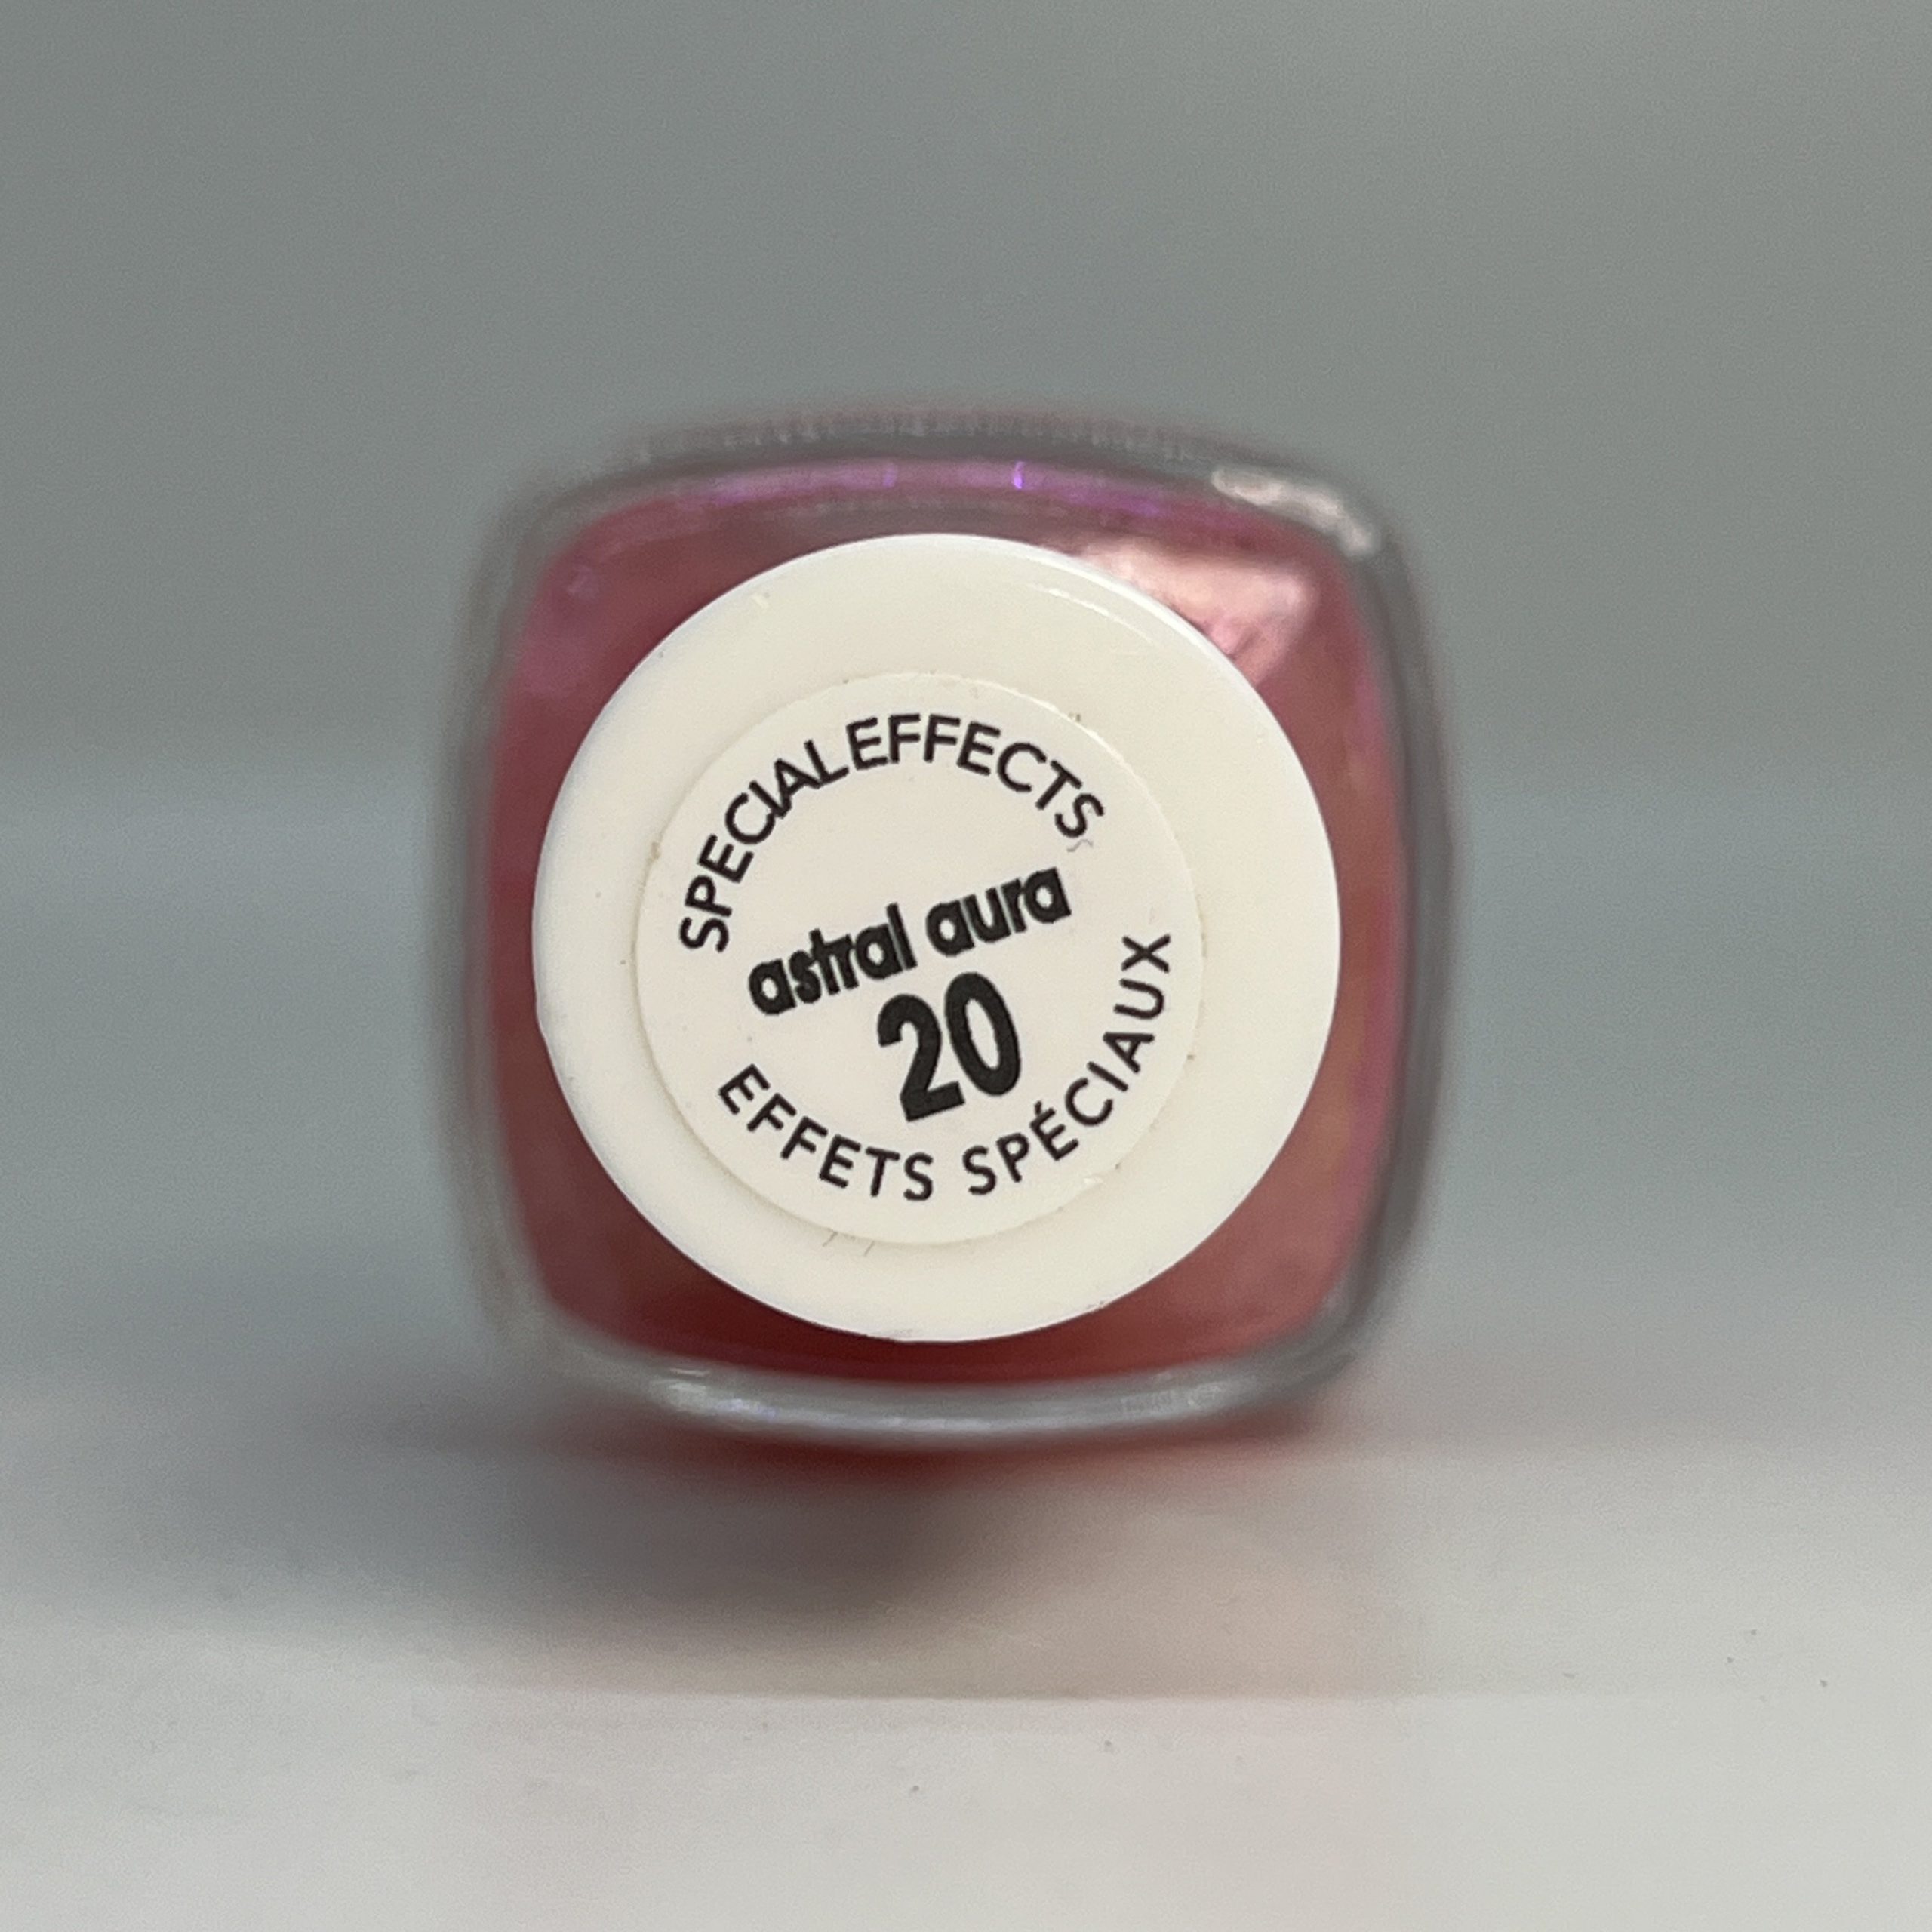 SPECIAL EFFECTS
astral aura
20
EFFETS SPÉCIAUX